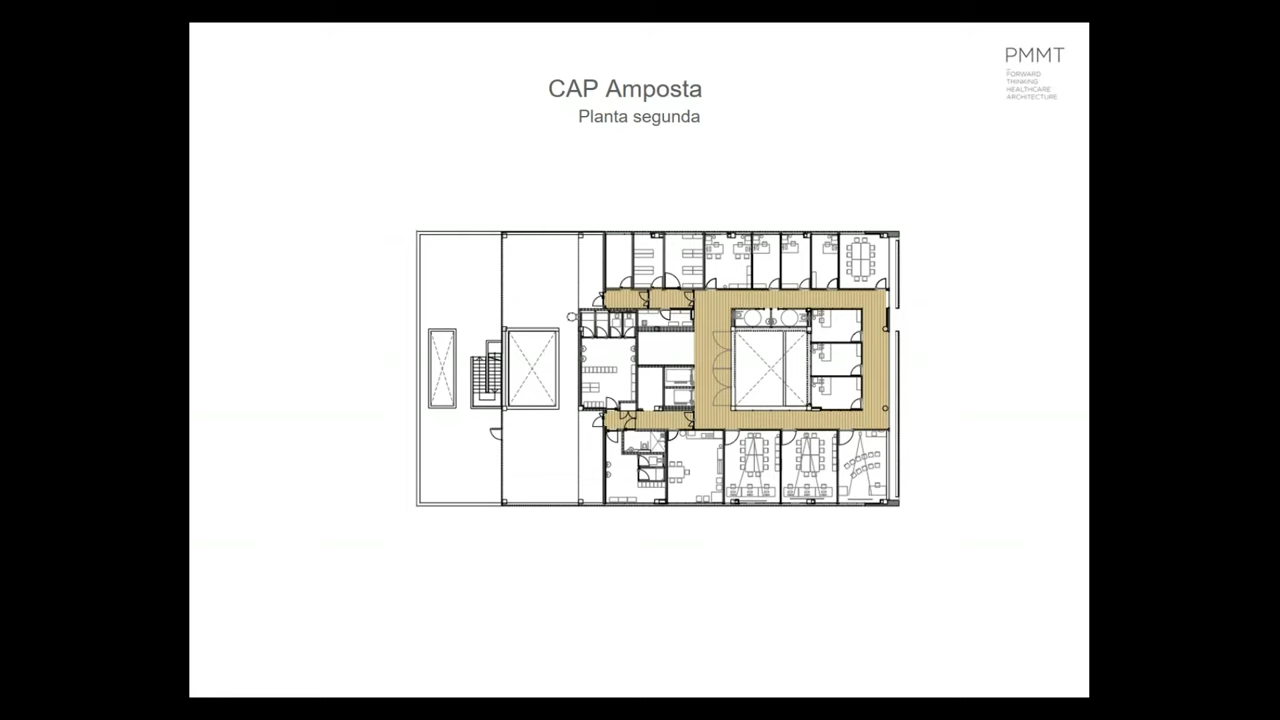 PMMT
FORWARD
THINKING
HEALTHCARE
ARCHITECTURE
CAP Amposta
Planta segunda